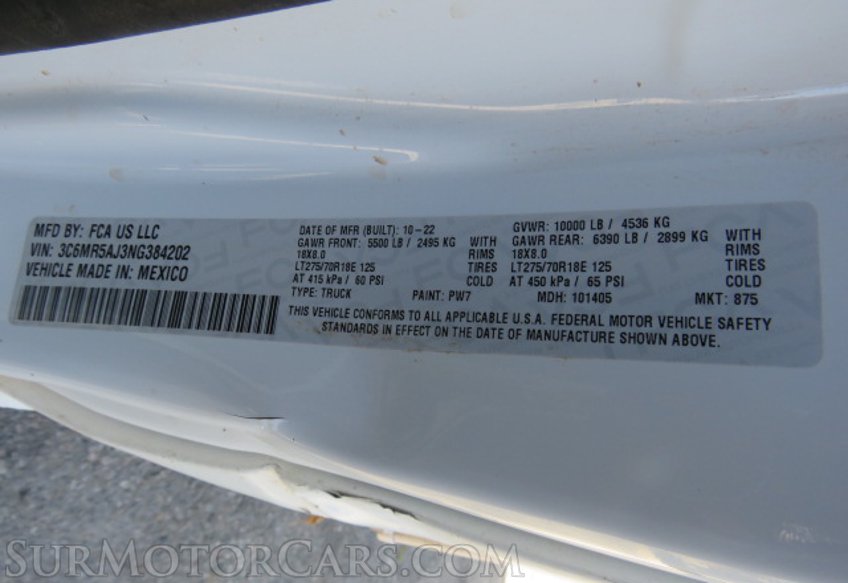 MFD BY: FCA US LLC
VIN: 3C6MR5AJ3NG384202
VEHICLE MADE IN: MEXICO
DATE OF MFR (BUILT): 10-22
GAWR FRONT: 5500 LB / 2495 KG WITH
18X8.0 RIMS
LT275/70R18E 125 TIRES
AT 415 kPa / 60 PSI COLD
TYPE: TRUCK PAINT: PW7
GVWR: 10000 LB / 4536 KG
GAWR REAR: 6390 LB / 2899 KG WITH
18X8.0 RIMS
LT275/70R18E 125 TIRES
AT 450 kPa / 65 PSI COLD
MDH: 101405 MKT: 875
THIS VEHICLE CONFORMS TO ALL APPLICABLE U.S.A. FEDERAL MOTOR VEHICLE SAFETY
STANDARDS IN EFFECT ON THE DATE OF MANUFACTURE SHOWN ABOVE.
SURMOTORCARS.COM